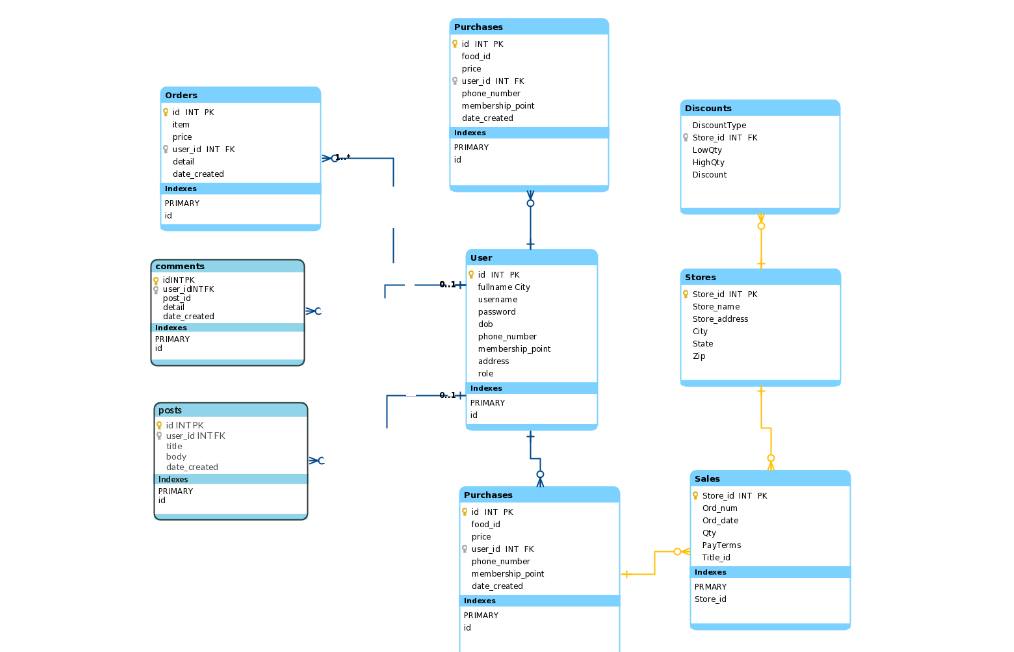 Purchases
id INT PK
food_id
price
user_id INT FK
phone_number
membership_point
date_created
Indexes
PRIMARY
id
Orders
id INT PK
item
price
user_id INT FK
detail
date_created
Indexes
PRIMARY
id
1..*
Discounts
DiscountType
Store_id INT FK
LowQty
HighQty
Discount
comments
idINTPK
user_idINTFK
post_id
detail
date_created
Indexes
PRIMARY
id
0..1
User
id INT PK
fullname City
username
password
dob
phone_number
membership_point
address
role
Indexes
PRIMARY
id
0..1
Stores
Store_id INT PK
Store_name
Store_address
City
State
Zip
posts
id INTPK
user_id INTFK
title
body
date_created
Indexes
PRIMARY
id
Purchases
id INT PK
food_id
price
user_id INT FK
phone_number
membership_point
date_created
Indexes
PRIMARY
id
Sales
Store_id INT PK
Ord_num
Ord_date
Qty
PayTerms
Title_id
Indexes
PRMARY
Store_id